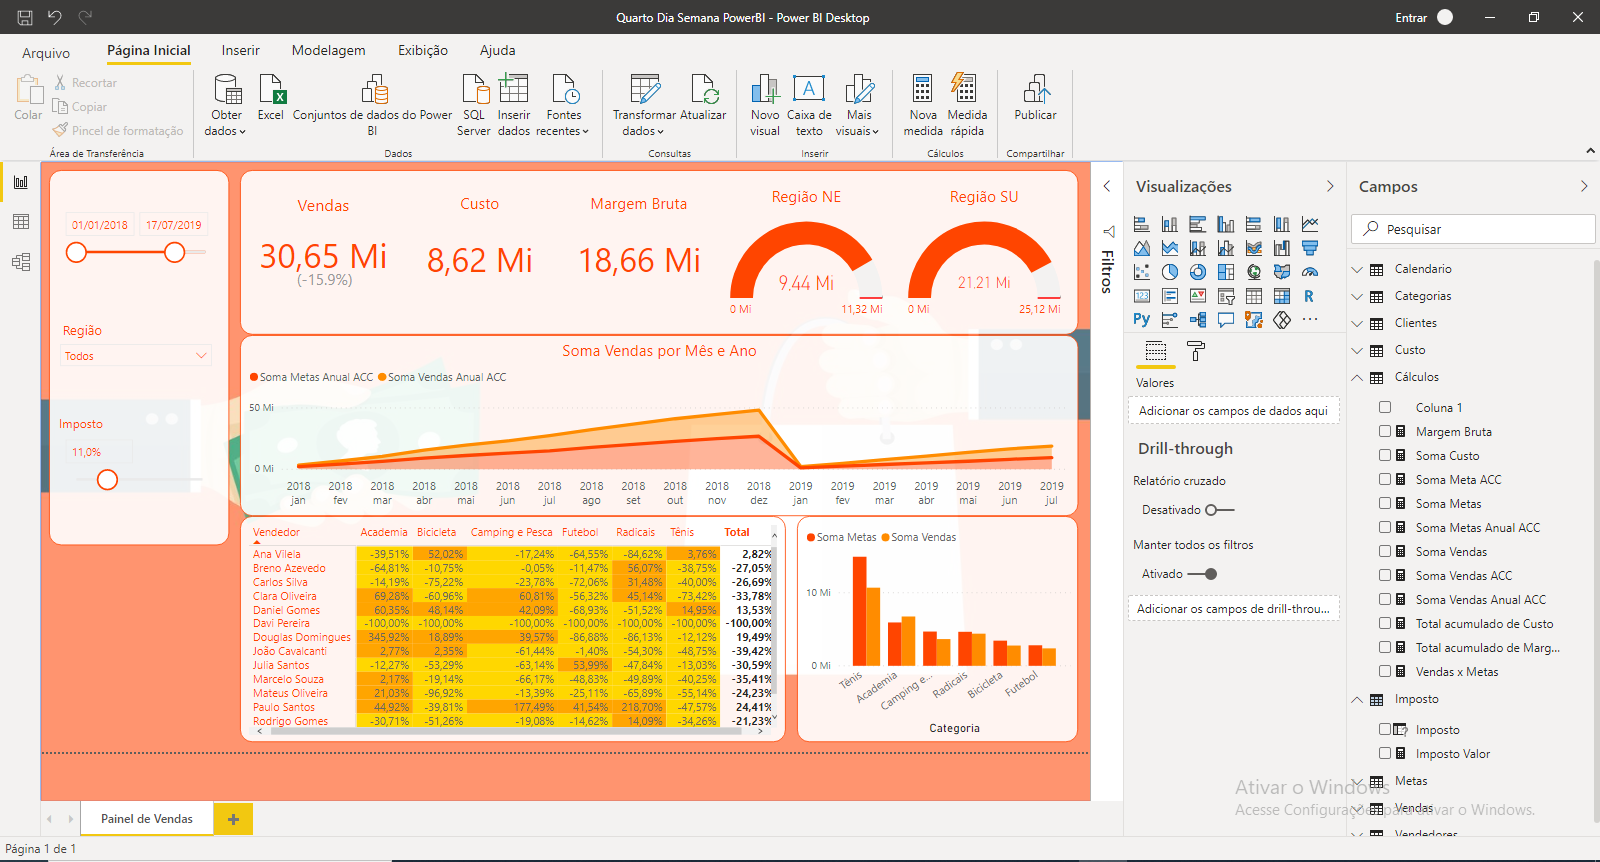 Quarto Dia Semana PowerBI - Power BI Desktop
Entrar
Arquivo
Página Inicial
Inserir
Modelagem
Exibição
Ajuda
Colar
Recortar
Copiar
Pincel de formatação
Área de Transferência
Obter dados
Excel
Conjuntos de dados do Power BI
SQL Server
Inserir dados
Fontes recentes
Dados
Transformar dados
Atualizar
Consultas
Novo visual
Caixa de texto
Mais visuais
Inserir
Nova medida
Medida rápida
Cálculos
Publicar
Compartilhar
01/01/2018 17/07/2019
Região
Todos
Imposto
11,0%
Vendas
30,65 Mi
(-15.9%)
Custo
8,62 Mi
Margem Bruta
18,66 Mi
Região NE
9,44 Mi
0 Mi 11,32 Mi
Região SU
21,21 Mi
0 Mi 25,12 Mi
Soma Vendas por Mês e Ano
Soma Metas Anual ACC Soma Vendas Anual ACC
50 Mi
0 Mi
2018 2018 2018 2018 2018 2018 2018 2018 2018 2018 2018 2018 2019 2019 2019 2019 2019 2019 2019
jan fev mar abr mai jun jul ago set out nov dez jan fev mar abr mai jun jul
Vendedor Academia Bicicleta Camping e Pesca Futebol Radicais Tênis Total
Ana Vilela -39,51% 52,02% -17,24% -64,55% -84,62% 3,76% 2,82%
Breno Azevedo -64,81% -10,75% -0,05% -11,47% 56,07% -38,75% -27,05%
Carlos Silva -14,19% -75,22% -23,78% -72,06% 31,48% -40,00% -26,69%
Clara Oliveira 69,28% -60,96% 60,81% -56,32% 45,14% -73,42% -33,78%
Daniel Gomes 60,35% 48,14% 42,09% -68,93% -51,52% 14,95% 13,53%
Davi Pereira -100,00% -100,00% -100,00% -100,00% -100,00% -100,00% -100,00%
Douglas Domingues 345,92% 18,89% 39,57% -86,88% -86,13% -12,12% 19,49%
João Cavalcanti 2,77% 2,35% -61,44% -1,40% -54,30% -48,75% -39,42%
Julia Santos -12,27% -53,29% -63,14% 53,99% -47,84% -13,03% -30,59%
Marcelo Souza 2,17% -19,14% -66,17% -48,83% -49,89% -40,25% -35,41%
Mateus Oliveira 21,03% -96,92% -13,39% -25,11% -65,89% -55,14% -24,23%
Paulo Santos 44,92% -39,81% 177,49% 41,54% 218,70% -47,57% 24,41%
Rodrigo Gomes -30,71% -51,26% -19,08% -14,62% 14,09% -34,26% -21,23%
Soma Metas Soma Vendas
10 Mi
0 Mi
Tênis
Academia
Camping e...
Radicais
Bicicleta
Futebol
Categoria
Filtros
Visualizações
123
R
Py
Valores
Adicionar os campos de dados aqui
Drill-through
Relatório cruzado
Desativado
Manter todos os filtros
Ativado
Adicionar os campos de drill-throu...
Campos
Pesquisar
Calendario
Categorias
Clientes
Custo
Cálculos
Coluna 1
Margem Bruta
Soma Custo
Soma Meta ACC
Soma Metas
Soma Metas Anual ACC
Soma Vendas
Soma Vendas ACC
Soma Vendas Anual ACC
Total acumulado de Custo
Total acumulado de Marg...
Vendas x Metas
Imposto
Imposto
Imposto Valor
Metas
Vendas
Vendedores
Ativar o Windows
Acesse Configurações para ativar o Windows.
Painel de Vendas
Página 1 de 1